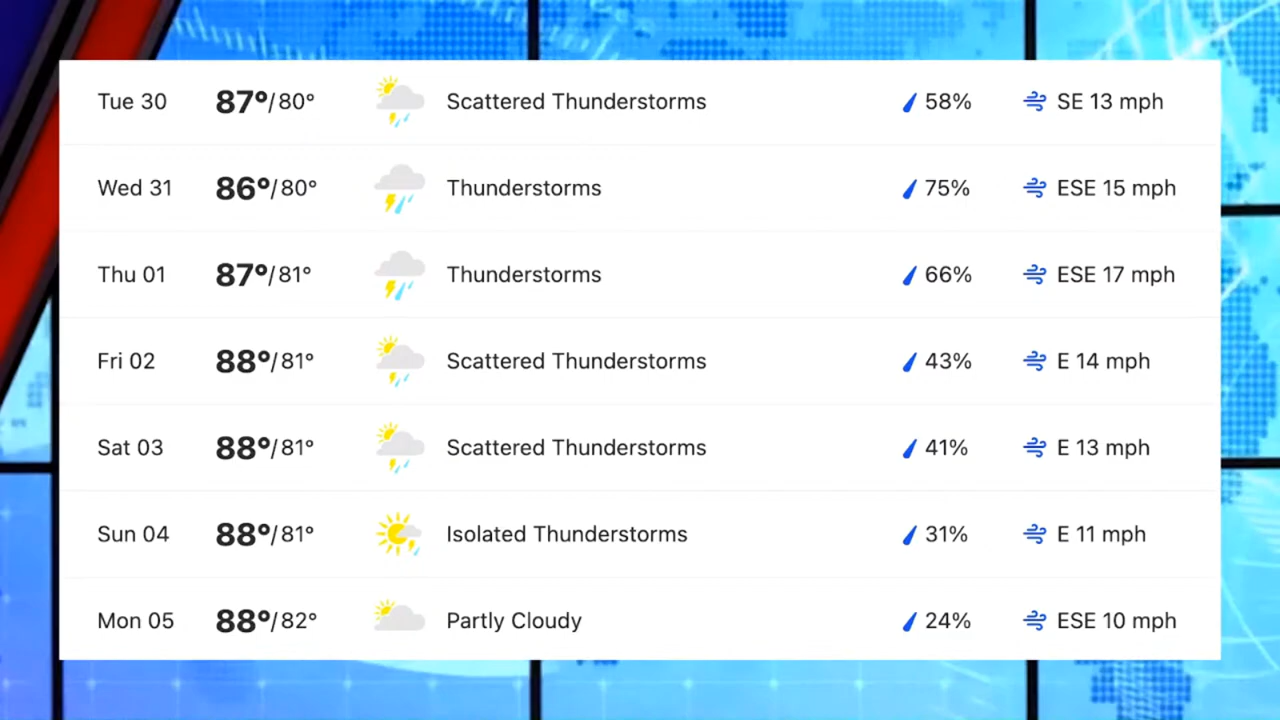 Tue 30 87°/80° Scattered Thunderstorms 58% SE 13 mph
Wed 31 86°/80° Thunderstorms 75% ESE 15 mph
Thu 01 87°/81° Thunderstorms 66% ESE 17 mph
Fri 02 88°/81° Scattered Thunderstorms 43% E 14 mph
Sat 03 88°/81° Scattered Thunderstorms 41% E 13 mph
Sun 04 88°/81° Isolated Thunderstorms 31% E 11 mph
Mon 05 88°/82° Partly Cloudy 24% ESE 10 mph